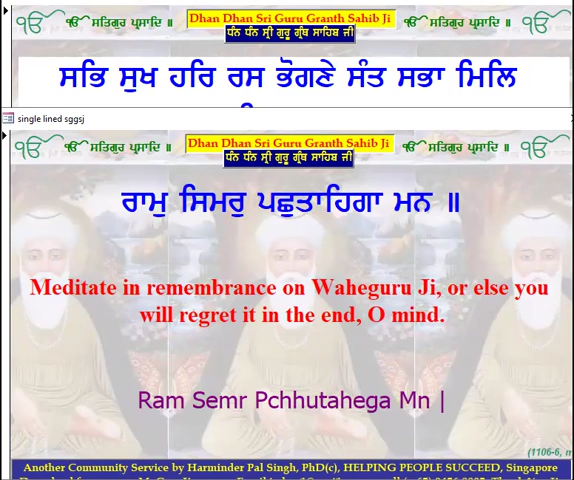 ੴ ੴ ਸਤਿਗੁਰ ਪ੍ਰਸਾਦਿ ॥ Dhan Dhan Sri Guru Granth Sahib Ji ੴ ਸਤਿਗੁਰ ਪ੍ਰਸਾਦਿ ॥ ੴ
ਧੰਨ ਧੰਨ ਸ੍ਰੀ ਗੁਰੂ ਗ੍ਰੰਥ ਸਾਹਿਬ ਜੀ
ਸਭਿ ਸੁਖ ਹਰਿ ਰਸ ਭੋਗਣੇ ਸੰਤ ਸਭਾ ਮਿਲਿ
single lined sggsj
ੴ ੴ ਸਤਿਗੁਰ ਪ੍ਰਸਾਦਿ ॥ Dhan Dhan Sri Guru Granth Sahib Ji ੴ ਸਤਿਗੁਰ ਪ੍ਰਸਾਦਿ ॥ ੴ
ਧੰਨ ਧੰਨ ਸ੍ਰੀ ਗੁਰੂ ਗ੍ਰੰਥ ਸਾਹਿਬ ਜੀ
ਰਾਮੁ ਸਿਮਰੁ ਪਛੁਤਾਹਿਗਾ ਮਨ ॥
Meditate in remembrance on Waheguru Ji, or else you
will regret it in the end, O mind.
Ram Semr Pchhutahega Mn |
(1106-6, m
Another Community Service by Harminder Pal Singh, PhD(c), HELPING PEOPLE SUCCEED, Singapore